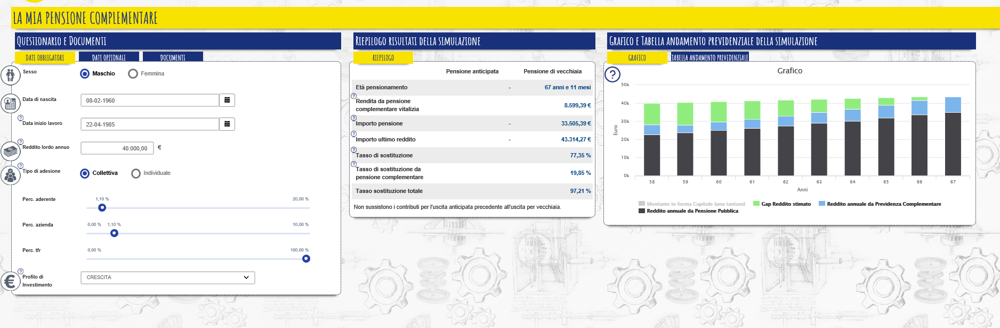 LA MIA PENSIONE COMPLEMENTARE
Questionario e Documenti
DATI OBBLIGATORI
DATI OPZIONALI
DOCUMENTI
Sesso
Maschio
Femmina
Data di nascita
08-02-1960
?
Data inizio lavoro
22-04-1985
?
Reddito lordo annuo
40.000,00
€
?
Tipo di adesione
Collettiva
Individuale
Perc. aderente
1,10 %
20,00 %
Perc. azienda
0,00 %
1,10 %
10,00 %
Perc. tfr
0,00 %
100,00 %
?
€
Profilo di
Investimento
CRESCITA
Riepilogo risultati della simulazione
RIEPILOGO
Pensione anticipata
Pensione di vecchiaia
Età pensionamento
-
67 anni e 11 mesi
?
Rendita da pensione
complementare vitalizia
8.599,39 €
?
Importo pensione
-
33.505,39 €
?
Importo ultimo reddito
-
43.314,27 €
?
Tasso di sostituzione
77,35 %
?
Tasso di sostituzione da
pensione complementare
19,85 %
Tasso sostituzione totale
97,21 %
Non sussistono i contributi per l'uscita anticipata precedente all'uscita per vecchiaia.
Grafico e Tabella andamento previdenziale della simulazione
GRAFICO
TABELLA ANDAMENTO PREVIDENZIALE
?
Grafico
50k
40k
30k
20k
10k
0k
Euro
58 59 60 61 62 63 64 65 66 67
Anni
Montante in forma Capitale (una tantum)
Gap Reddito stimato
Reddito annuale da Previdenza Complementare
Reddito annuale da Pensione Pubblica